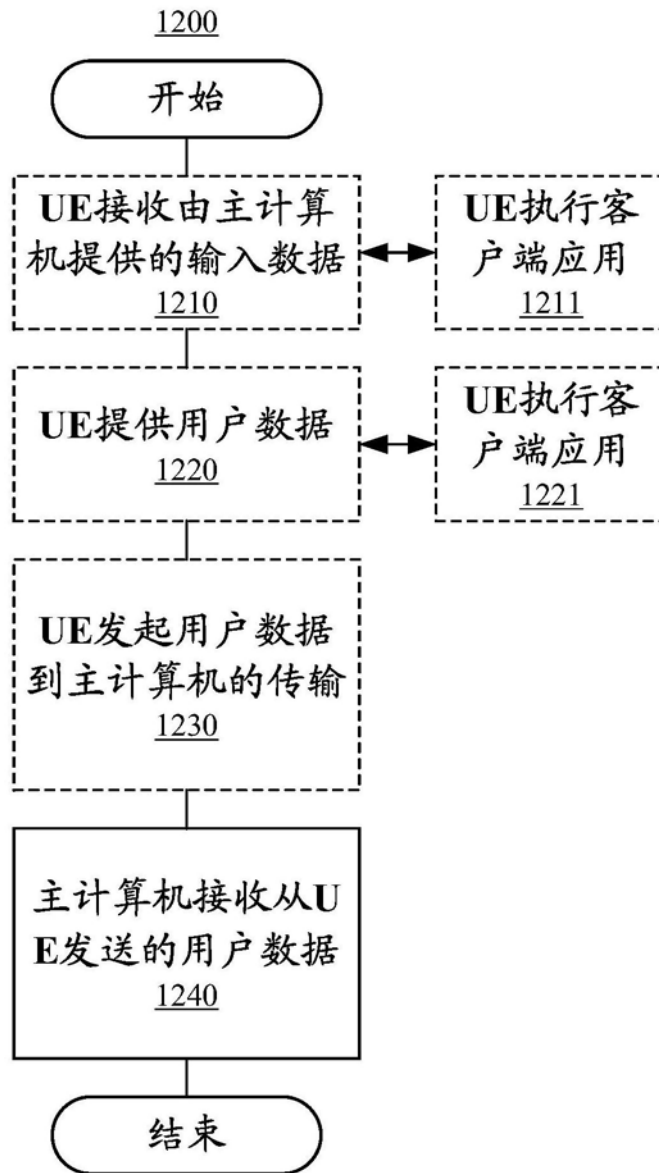 1200
开始
UE接收由主计算
机提供的输入数据
1210
UE执行客
户端应用
1211
UE提供用户数据
1220
UE执行客
户端应用
1221
UE发起用户数据
到主计算机的传输
1230
主计算机接收从U
E发送的用户数据
1240
结束